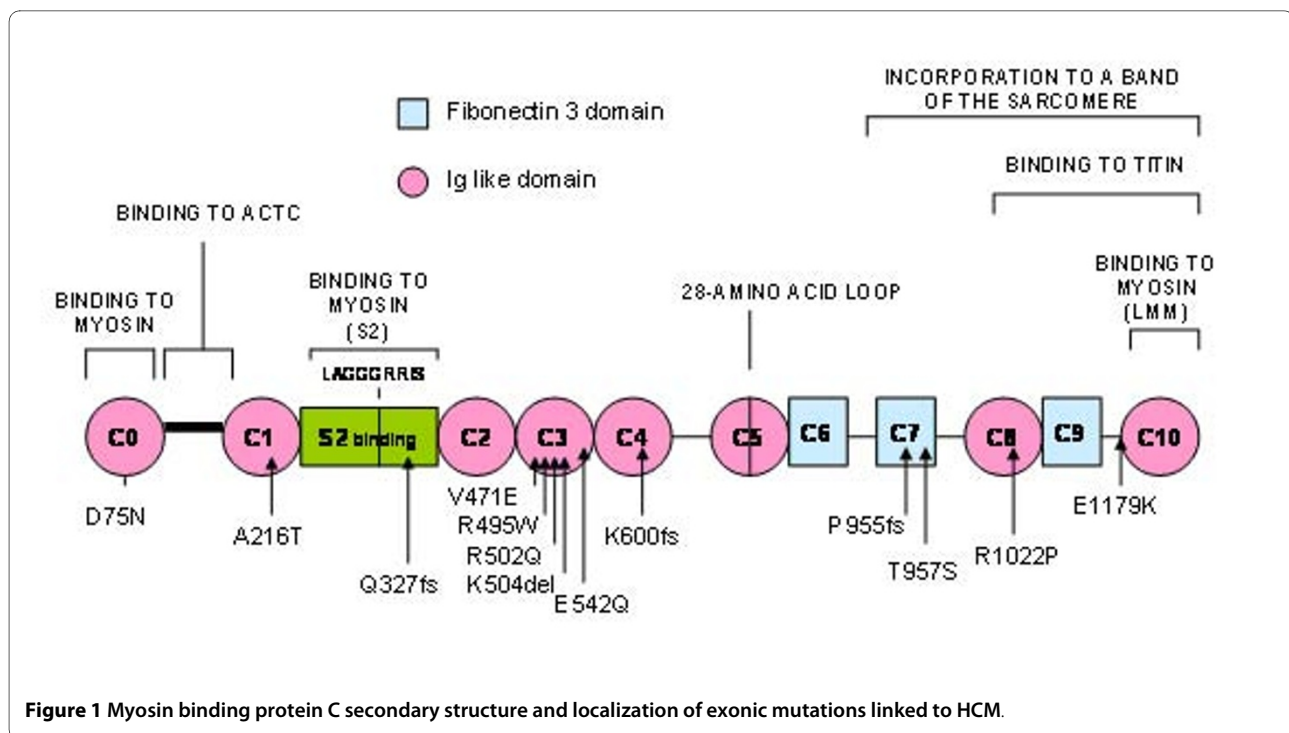 INCORPORATION TO A BAND
OF THE SARCOMERE
Fibonectin 3 domain
BINDING TO TITIN
Ig like domain
BINDING TO ACTC
BINDING TO
MYOSIN
(S2)
BINDING TO
MYOSIN
(LMM)
28-AMINO ACID LOOP
BINDING TO
MYOSIN
LAGGGRRIS
C0
C1
S2 binding
C2
C3
C4
C5
C6
C7
C8
C9
C10
D75N
A216T
Q327fs
V471E
R495W
R502Q
K504del
E542Q
K600fs
P955fs
T957S
R1022P
E1179K
Figure 1 Myosin binding protein C secondary structure and localization of exonic mutations linked to HCM.